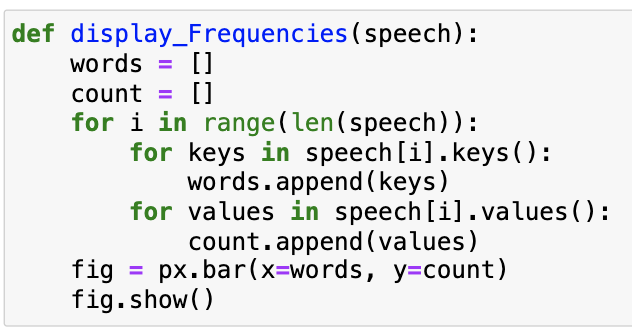 def display_Frequencies(speech):
    words = []
    count = []
    for i in range(len(speech)):
        for keys in speech[i].keys():
            words.append(keys)
        for values in speech[i].values():
            count.append(values)
    fig = px.bar(x=words, y=count)
    fig.show()